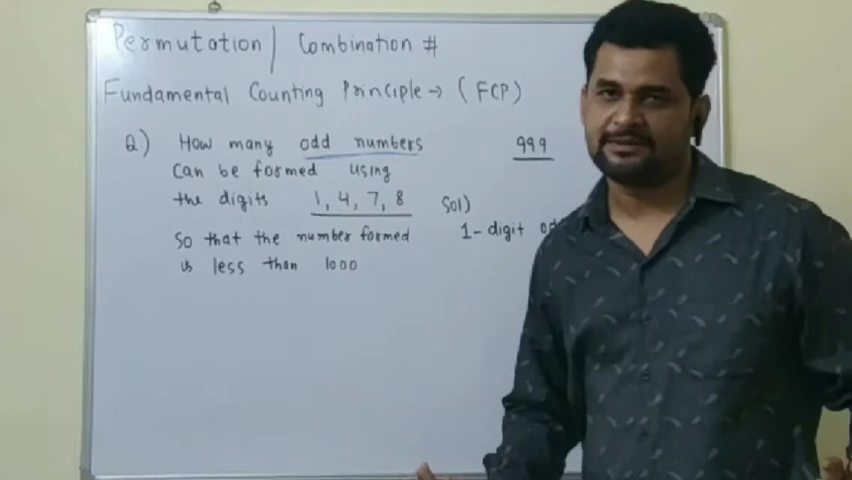 Permutation | Combination #
Fundamental Counting Principle → (FCP)
Q) How many odd numbers
can be formed using
the digits 1, 4, 7, 8
So that the number formed
is less than 1000
999
Sol)
1-digit